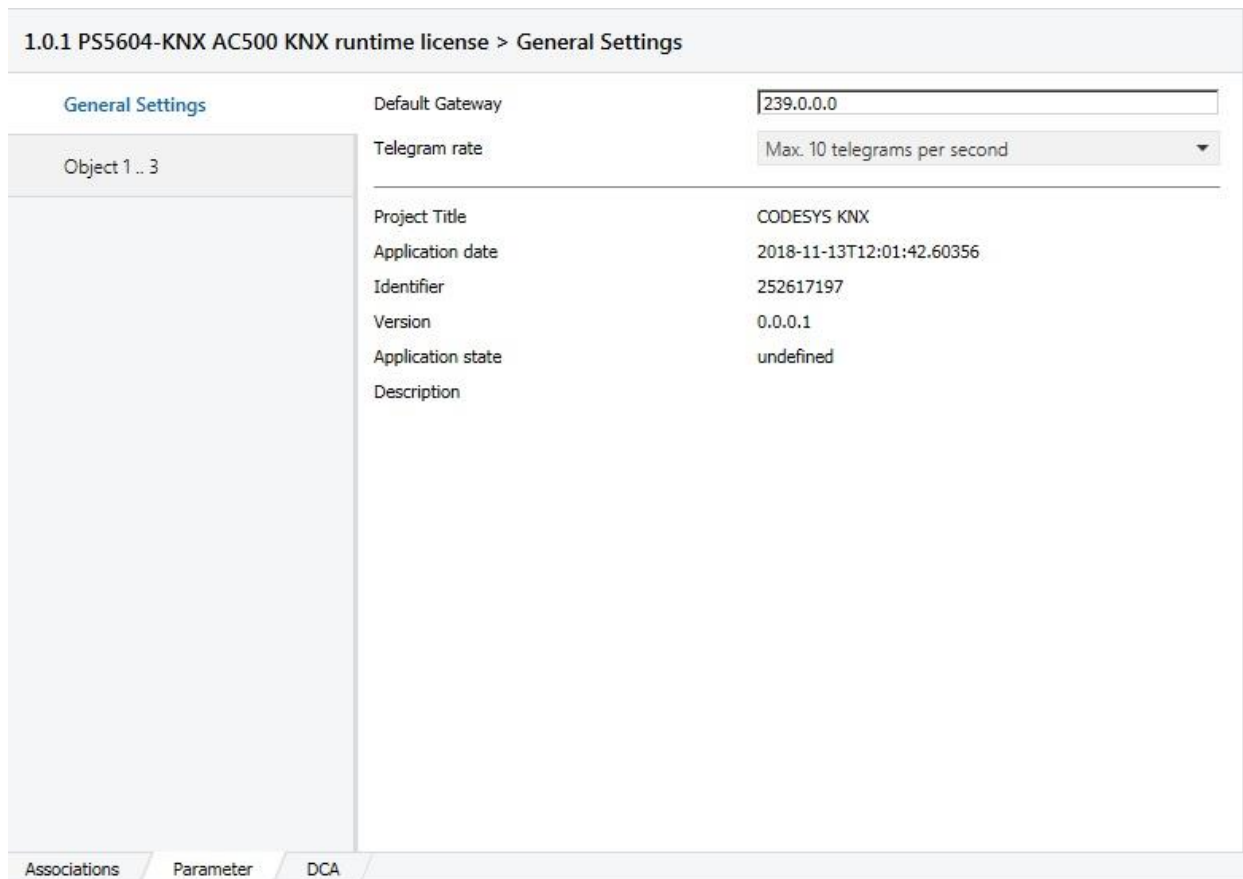 1.0.1 PS5604-KNX AC500 KNX runtime license > General Settings
General Settings
Object 1 .. 3
Default Gateway 239.0.0.0
Telegram rate Max. 10 telegrams per second
Project Title CODESYS KNX
Application date 2018-11-13T12:01:42.60356
Identifier 252617197
Version 0.0.0.1
Application state undefined
Description
Associations Parameter DCA